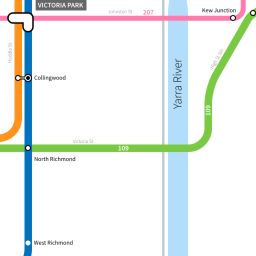 VICTORIA PARK
Kew Junction
Johnston St
207
Hoddle St
High St Sth
Collingwood
Yarra River
109
Victoria St
109
North Richmond
West Richmond